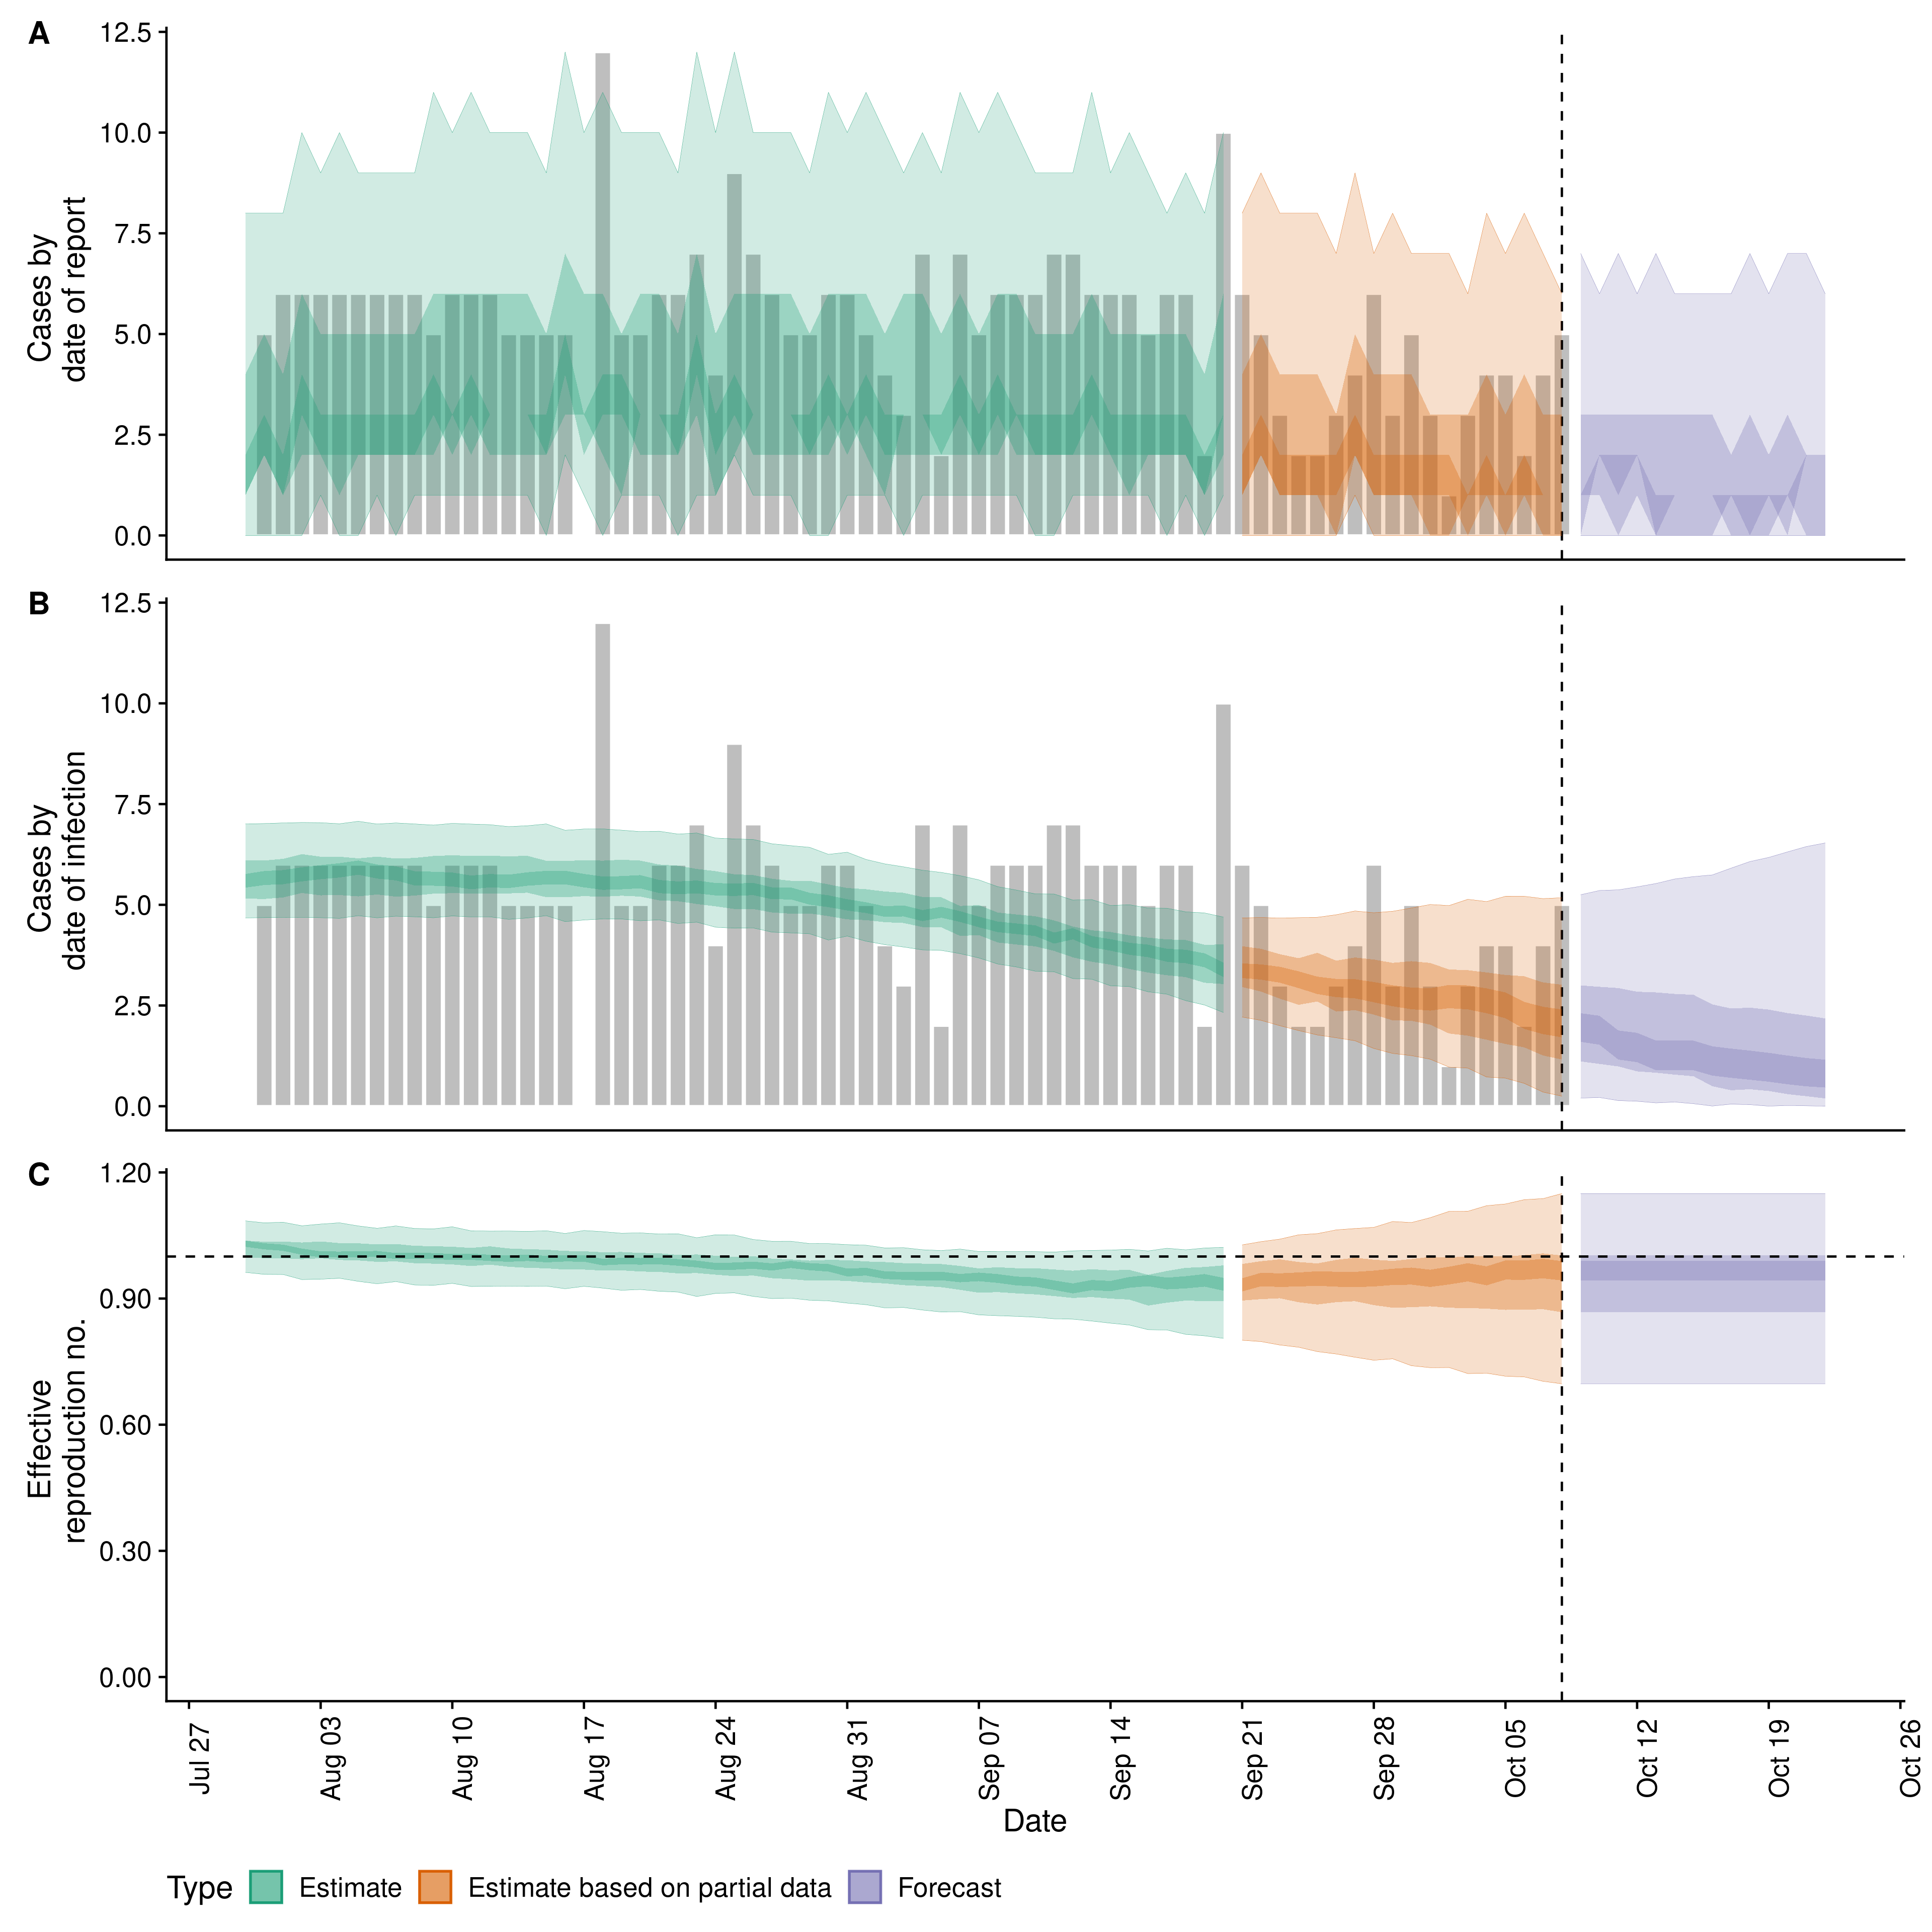 A
12.5
10.0
7.5
5.0
2.5
0.0
Cases by
date of report
B
12.5
10.0
7.5
5.0
2.5
0.0
Cases by
date of infection
C
1.20
0.90
0.60
0.30
0.00
Effective
reproduction no.
Jul 27
Aug 03
Aug 10
Aug 17
Aug 24
Aug 31
Sep 07
Sep 14
Sep 21
Sep 28
Oct 05
Oct 12
Oct 19
Oct 26
Date
Type Estimate Estimate based on partial data Forecast